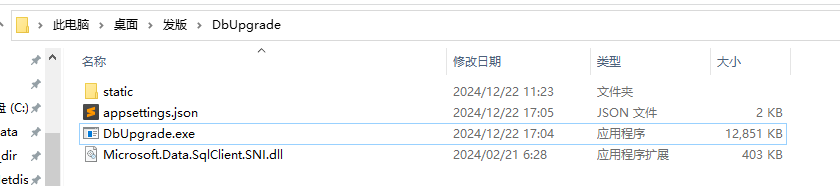 此电脑 > 桌面 > 发版 > DbUpgrade
名称 修改日期 类型 大小
static 2024/12/22 11:23 文件夹
盘 (C:) appsettings.json 2024/12/22 17:05 JSON 文件 2 KB
ata DbUpgrade.exe 2024/12/22 17:04 应用程序 12,851 KB
_dir Microsoft.Data.SqlClient.SNI.dll 2024/02/21 6:28 应用程序扩展 403 KB
etdis